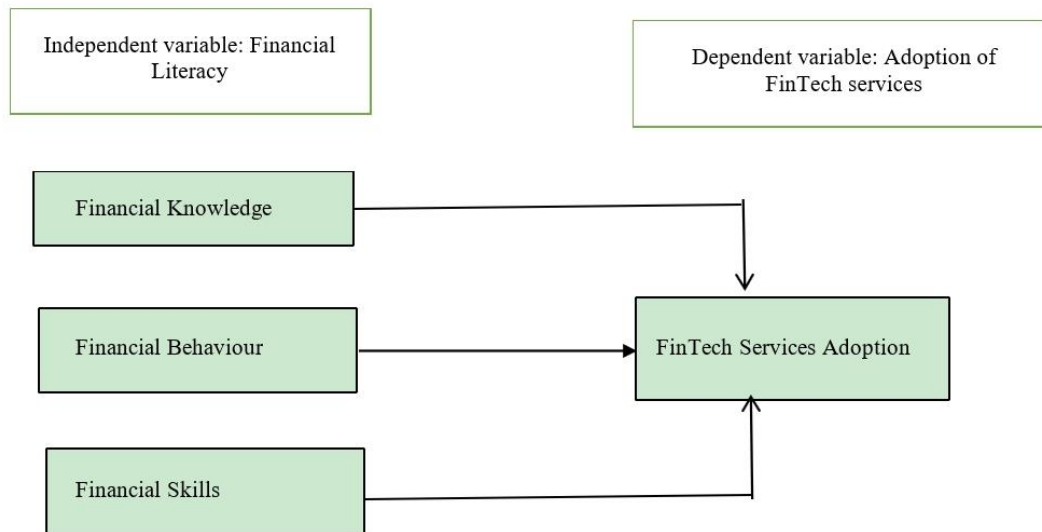 Independent variable: Financial
Literacy
Dependent variable: Adoption of
FinTech services
Financial Knowledge
Financial Behaviour
FinTech Services Adoption
Financial Skills